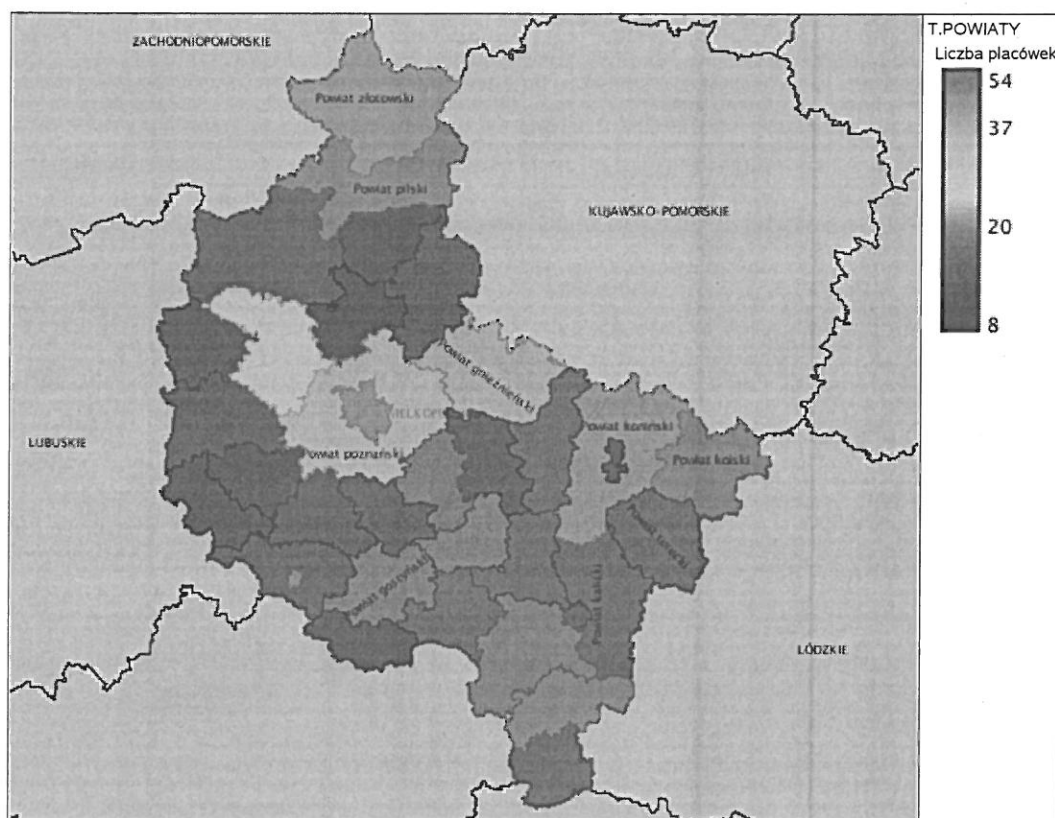 ZACHODNIOPOMORSKIE
T.POWIATY
Liczba placówek
54
37
20
8
Powiat złotowski
Powiat pilski
KUJAWSKO-POMORSKIE
Powiat gnieźnieński
Powiat koniński
Powiat kolski
LUBUSKIE
Powiat poznański
Powiat turecki
Powiat gostyński
Powiat kaliski
ŁÓDZKIE